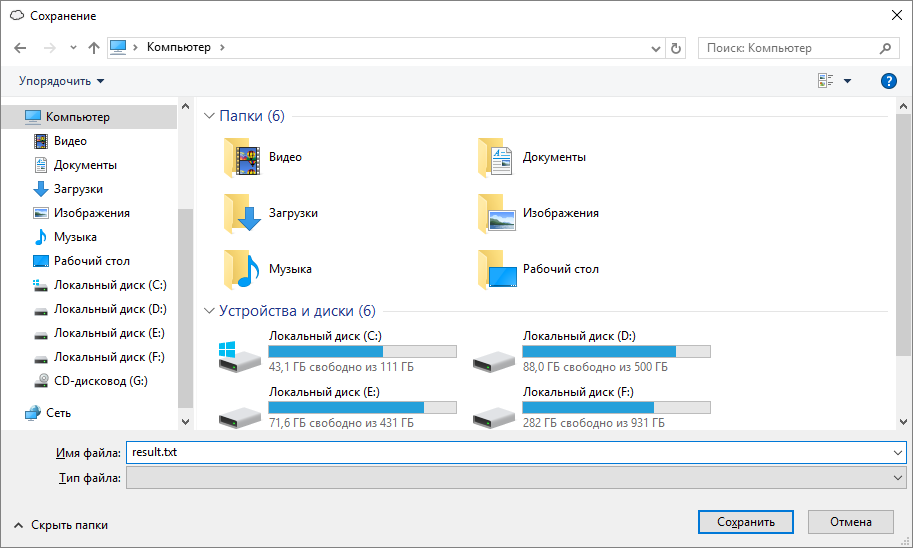 Сохранение
Компьютер
Поиск: Компьютер
Упорядочить
Компьютер
Видео
Документы
Загрузки
Изображения
Музыка
Рабочий стол
Локальный диск (C:)
Локальный диск (D:)
Локальный диск (E:)
Локальный диск (F:)
CD-дисковод (G:)
Сеть
Папки (6)
Видео
Документы
Загрузки
Изображения
Музыка
Рабочий стол
Устройства и диски (6)
Локальный диск (C:)
43,1 ГБ свободно из 111 ГБ
Локальный диск (D:)
88,0 ГБ свободно из 500 ГБ
Локальный диск (E:)
71,6 ГБ свободно из 431 ГБ
Локальный диск (F:)
282 ГБ свободно из 931 ГБ
Имя файла: result.txt
Тип файла:
Скрыть папки
Сохранить
Отмена